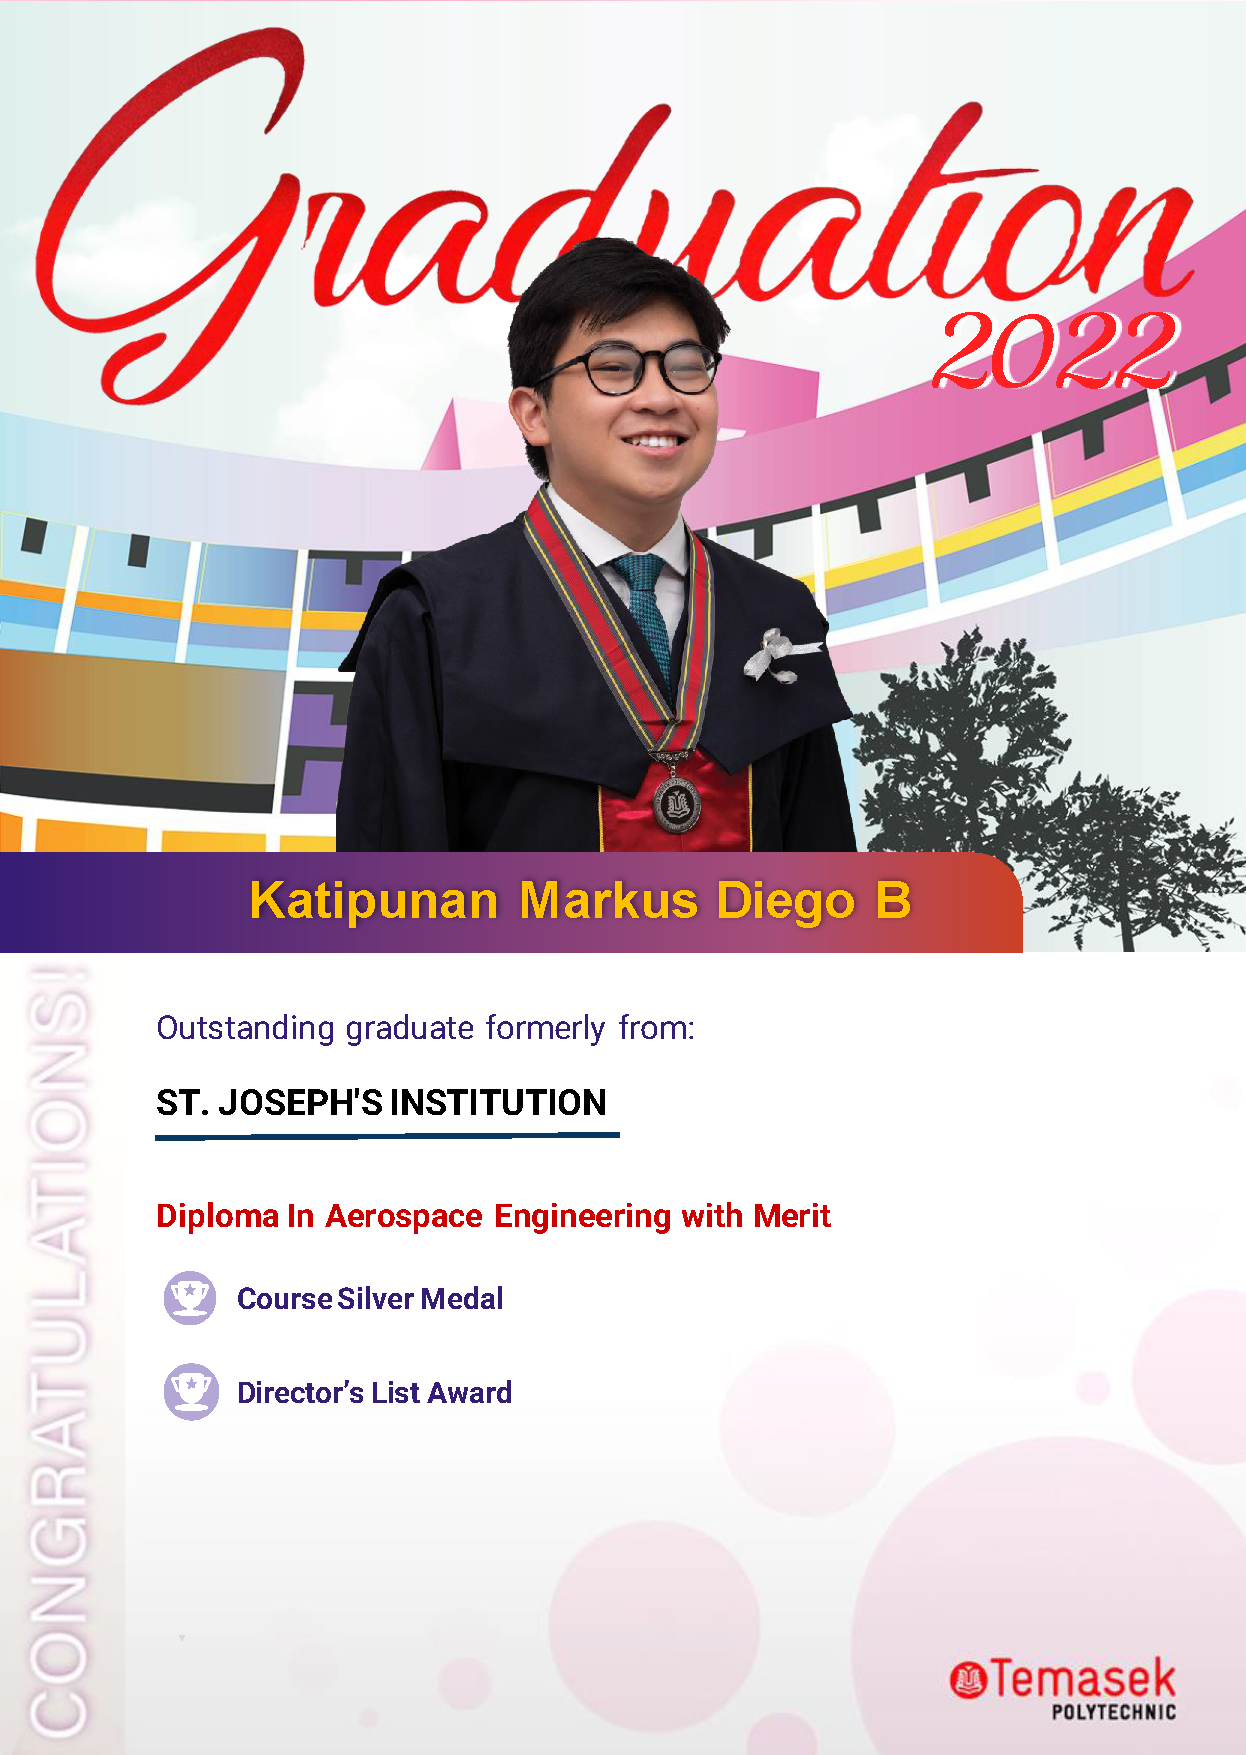 Graduation
2022
Katipunan Markus Diego B
CONGRATULATIONS!
Outstanding graduate formerly from:
ST. JOSEPH'S INSTITUTION
Diploma In Aerospace Engineering with Merit
Course Silver Medal
Director’s List Award
Temasek
POLYTECHNIC